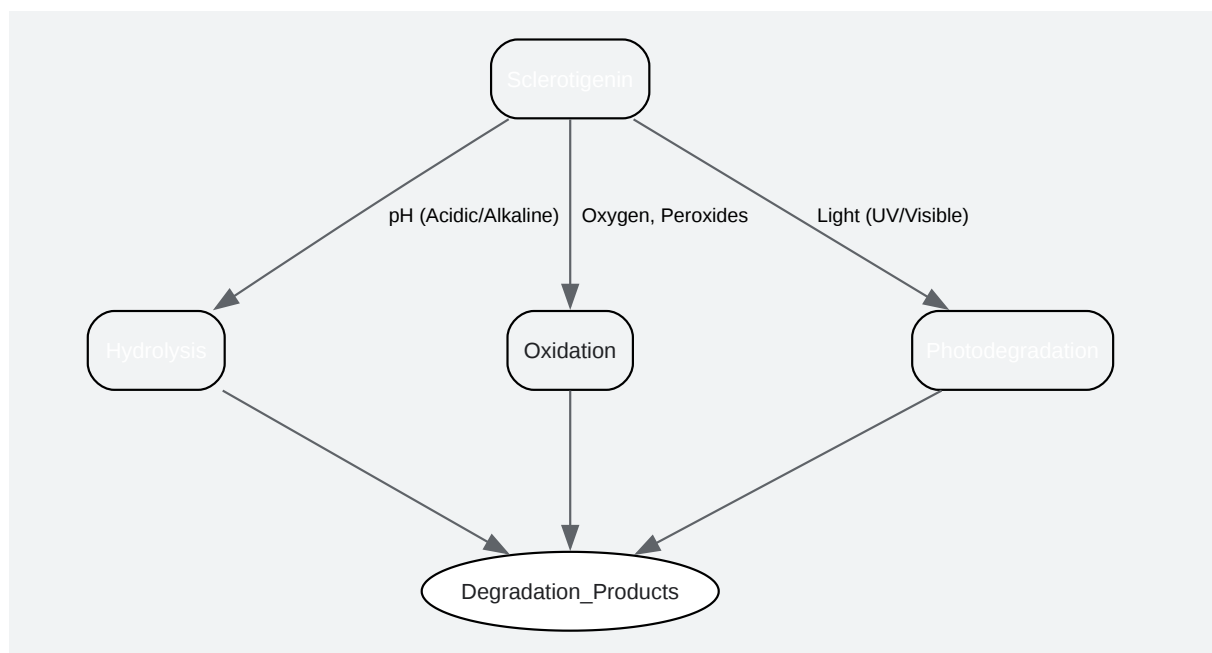 Sclerotigenin
pH (Acidic/Alkaline)
Oxygen, Peroxides
Light (UV/Visible)
Hydrolysis
Oxidation
Photodegradation
Degradation_Products